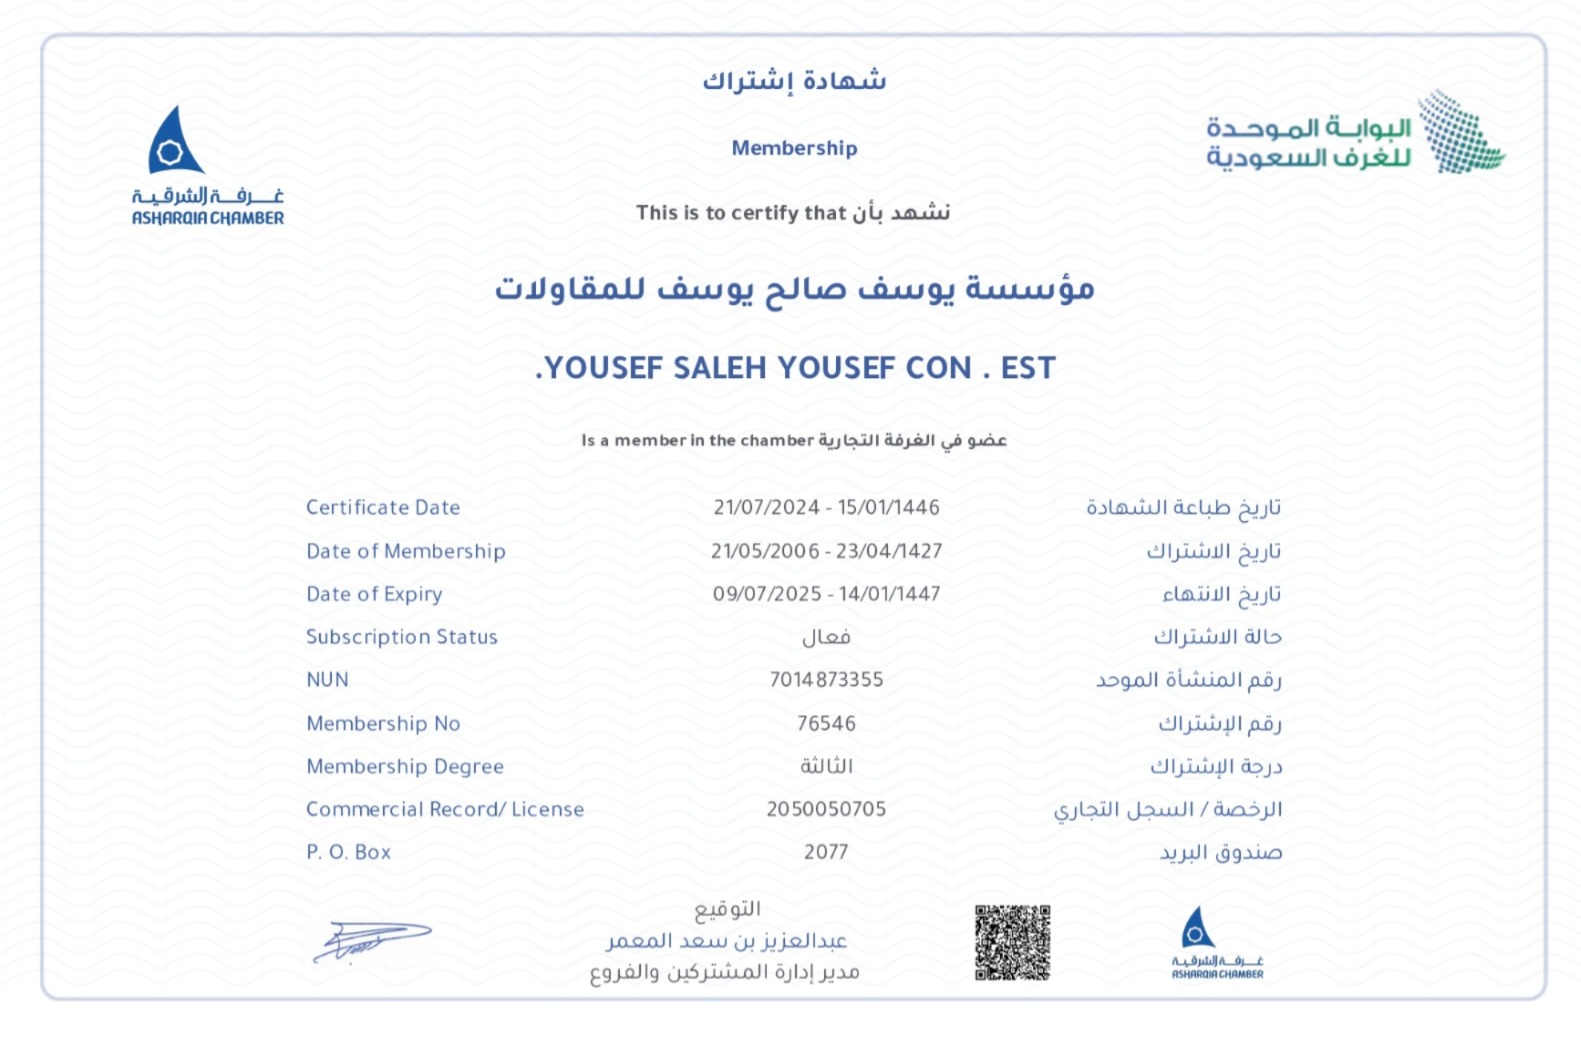 شهادة إشتراك
البوابة الموحدة
للغرف السعودية
غرفة الشرقية
ASHARQIA CHAMBER
Membership
This is to certify that نشهد بأن
مؤسسة يوسف صالح يوسف للمقاولات
.YOUSEF SALEH YOUSEF CON . EST
Is a member in the chamber عضو في الغرفة التجارية
Certificate Date 21/07/2024 - 15/01/1446 تاريخ طباعة الشهادة
Date of Membership 21/05/2006 - 23/04/1427 تاريخ الاشتراك
Date of Expiry 09/07/2025 - 14/01/1447 تاريخ الانتهاء
Subscription Status فعال حالة الاشتراك
NUN 7014873355 رقم المنشأة الموحد
Membership No 76546 رقم الإشتراك
Membership Degree الثالثة درجة الإشتراك
Commercial Record/ License 2050050705 الرخصة / السجل التجاري
P. O. Box 2077 صندوق البريد
التوقيع
عبدالعزيز بن سعد المعمر
مدير إدارة المشتركين والفروع
غرفة الشرقية
ASHARQIA CHAMBER